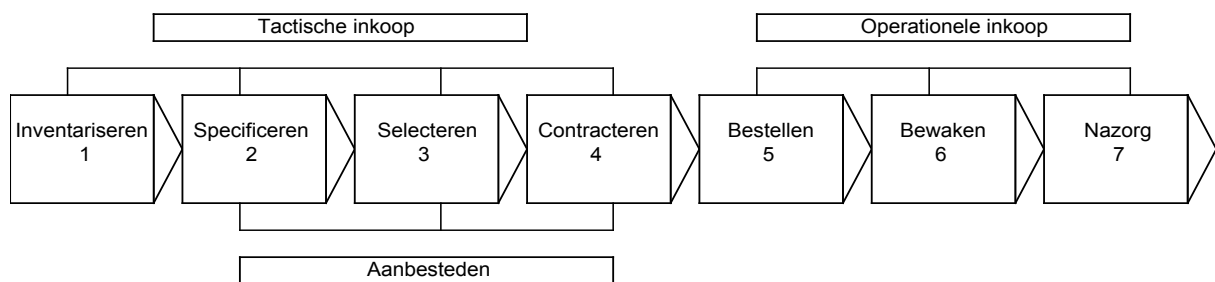 Tactische inkoop
Operationele inkoop
Inventariseren
1
Specificeren
2
Selecteren
3
Contracteren
4
Bestellen
5
Bewaken
6
Nazorg
7
Aanbesteden